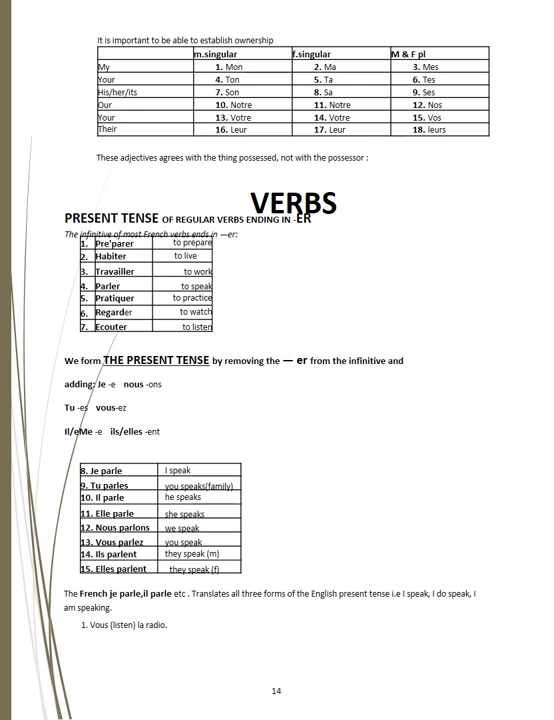 It is important to be able to establish ownership
m.singular f.singular M & F pl
My 1. Mon 2. Ma 3. Mes
Your 4. Ton 5. Ta 6. Tes
His/her/its 7. Son 8. Sa 9. Ses
Our 10. Notre 11. Notre 12. Nos
Your 13. Votre 14. Votre 15. Vos
Their 16. Leur 17. Leur 18. leurs
These adjectives agrees with the thing possessed, not with the possessor :
VERBS
PRESENT TENSE OF REGULAR VERBS ENDING IN -ER
The infinitive of most French verbs ends in —er:
1. Pre'parer to prepare
2. Habiter to live
3. Travailler to work
4. Parler to speak
5. Pratiquer to practice
6. Regarder to watch
7. Ecouter to listen
We form THE PRESENT TENSE by removing the — er from the infinitive and
adding; Je -e nous -ons
Tu -es vous-ez
Il/eMe -e ils/elles -ent
8. Je parle I speak
9. Tu parles you speaks(family)
10. Il parle he speaks
11. Elle parle she speaks
12. Nous parlons we speak
13. Vous parlez you speak
14. Ils parlent they speak (m)
15. Elles parlent they speak (f)
The French je parle,il parle etc . Translates all three forms of the English present tense i.e I speak, I do speak, I
am speaking.
1. Vous (listen) la radio.
14